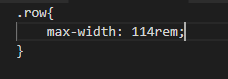 .row{
    max-width: 114rem;
}